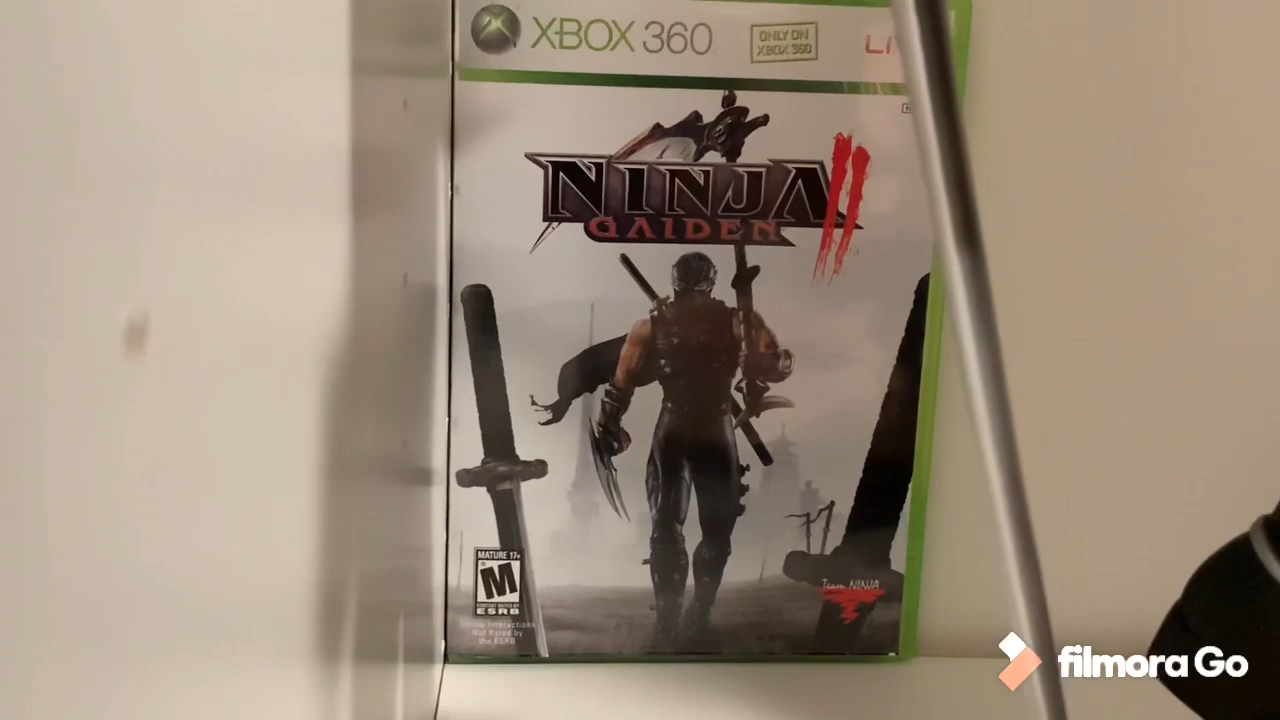 XBOX 360
ONLY ON
XBOX 360
LI
NINJA
GAIDEN
II
MATURE 17+
M
CONTENT RATED BY
ESRB
Online Interactions
Not Rated by
the ESRB
Team NINJA
filmora Go